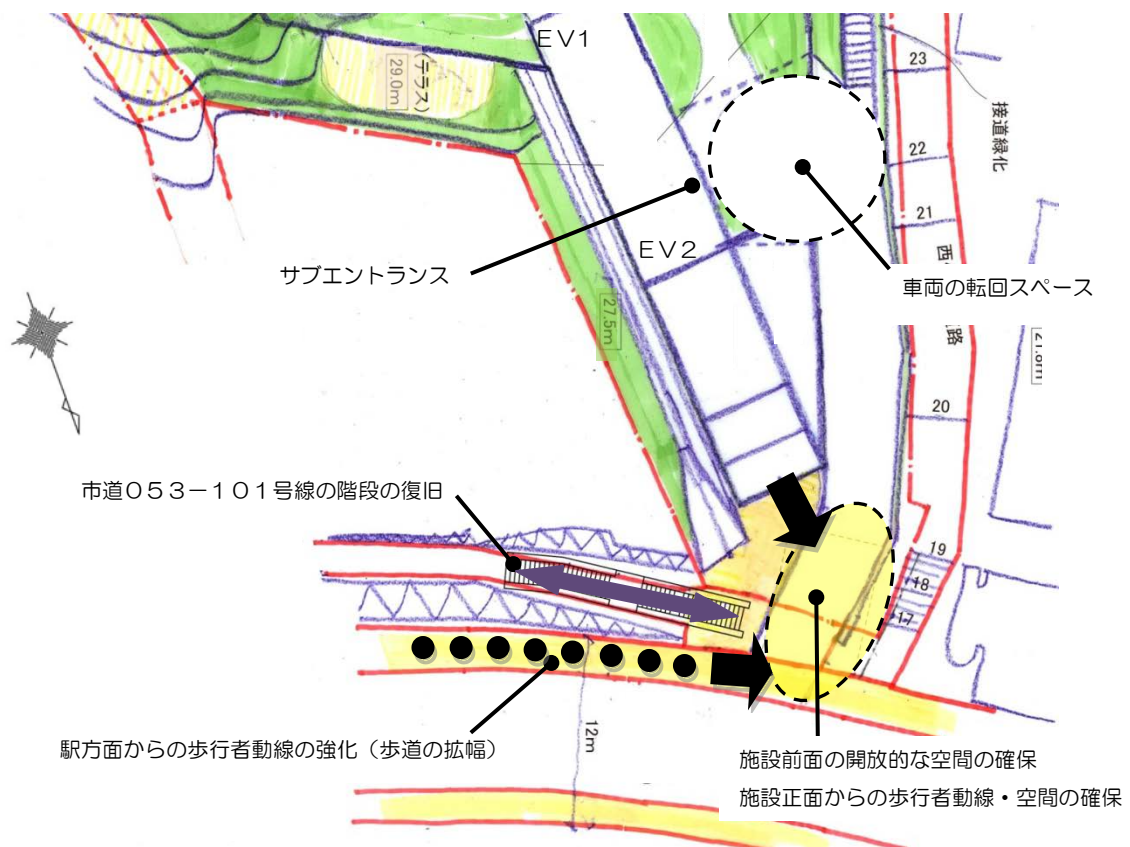 EV1
(テラス)
29.0m
23
接道緑化
22
21
西
EV2
サブエントランス
車両の転回スペース
27.5m
路
20
市道053-101号線の階段の復旧
19
18
17
駅方面からの歩行者動線の強化(歩道の拡幅)
12m
施設前面の開放的な空間の確保
施設正面からの歩行者動線・空間の確保